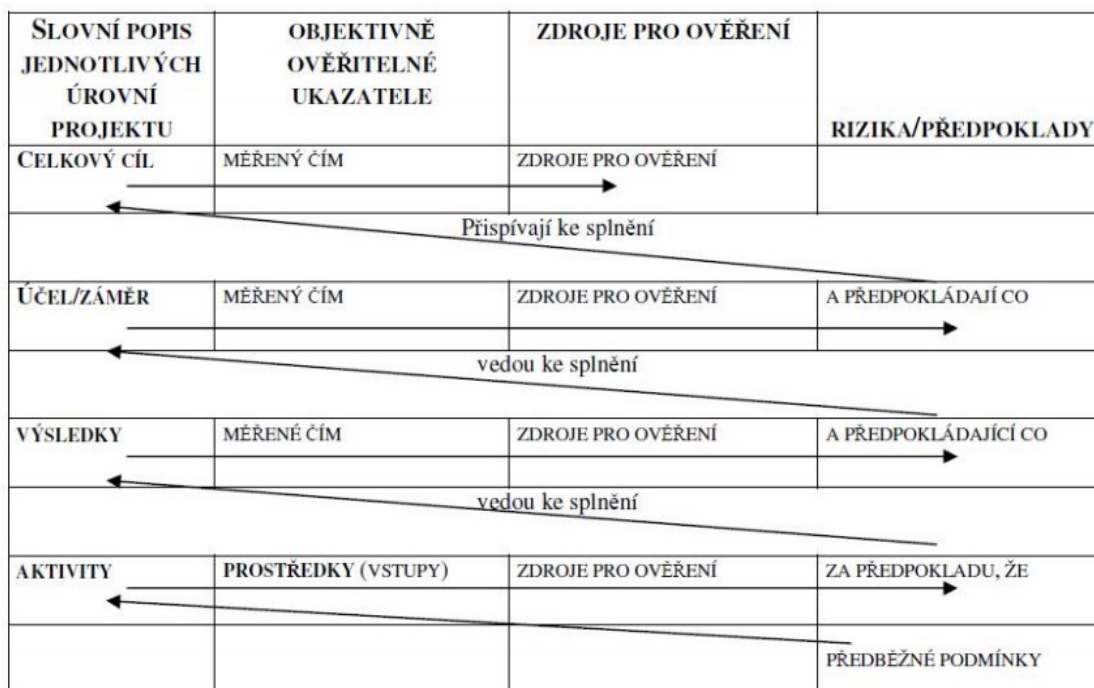 SLOVNÍ POPIS JEDNOTLIVÝCH ÚROVNÍ PROJEKTU
OBJEKTIVNĚ OVĚŘITELNÉ UKAZATELE
ZDROJE PRO OVĚŘENÍ
RIZIKA/PŘEDPOKLADY
CELKOVÝ CÍL
MĚŘENÝ ČÍM
ZDROJE PRO OVĚŘENÍ
Přispívají ke splnění
ÚČEL/ZÁMĚR
MĚŘENÝ ČÍM
ZDROJE PRO OVĚŘENÍ
A PŘEDPOKLÁDAJÍ CO
vedou ke splnění
VÝSLEDKY
MĚŘENÉ ČÍM
ZDROJE PRO OVĚŘENÍ
A PŘEDPOKLÁDAJÍCÍ CO
vedou ke splnění
AKTIVITY
PROSTŘEDKY (VSTUPY)
ZDROJE PRO OVĚŘENÍ
ZA PŘEDPOKLADU, ŽE
PŘEDBĚŽNÉ PODMÍNKY